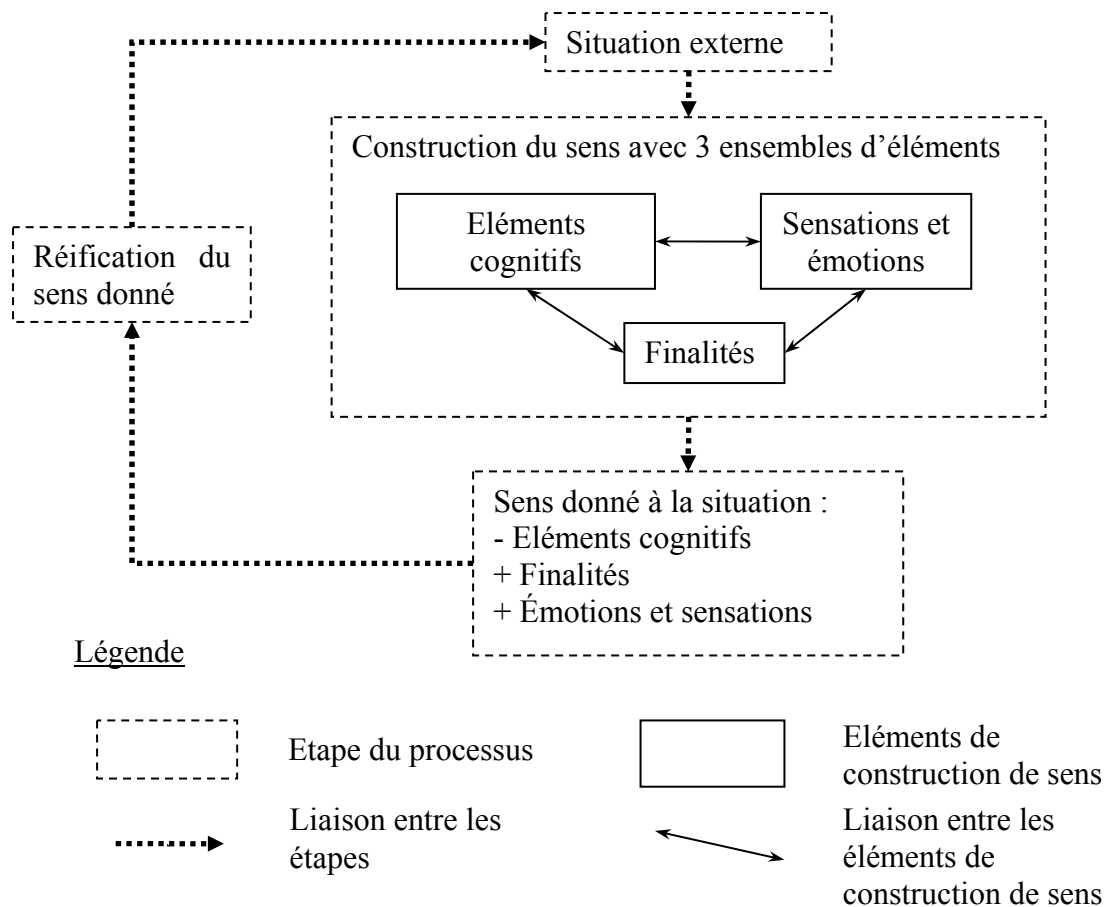 Situation externe
Construction du sens avec 3 ensembles d’éléments
Eléments
cognitifs
Sensations et
émotions
Finalités
Réification du
sens donné
Sens donné à la situation :
- Eléments cognitifs
+ Finalités
+ Émotions et sensations
Légende
Etape du processus
Eléments de
construction de sens
Liaison entre les
étapes
Liaison entre les
éléments de
construction de sens